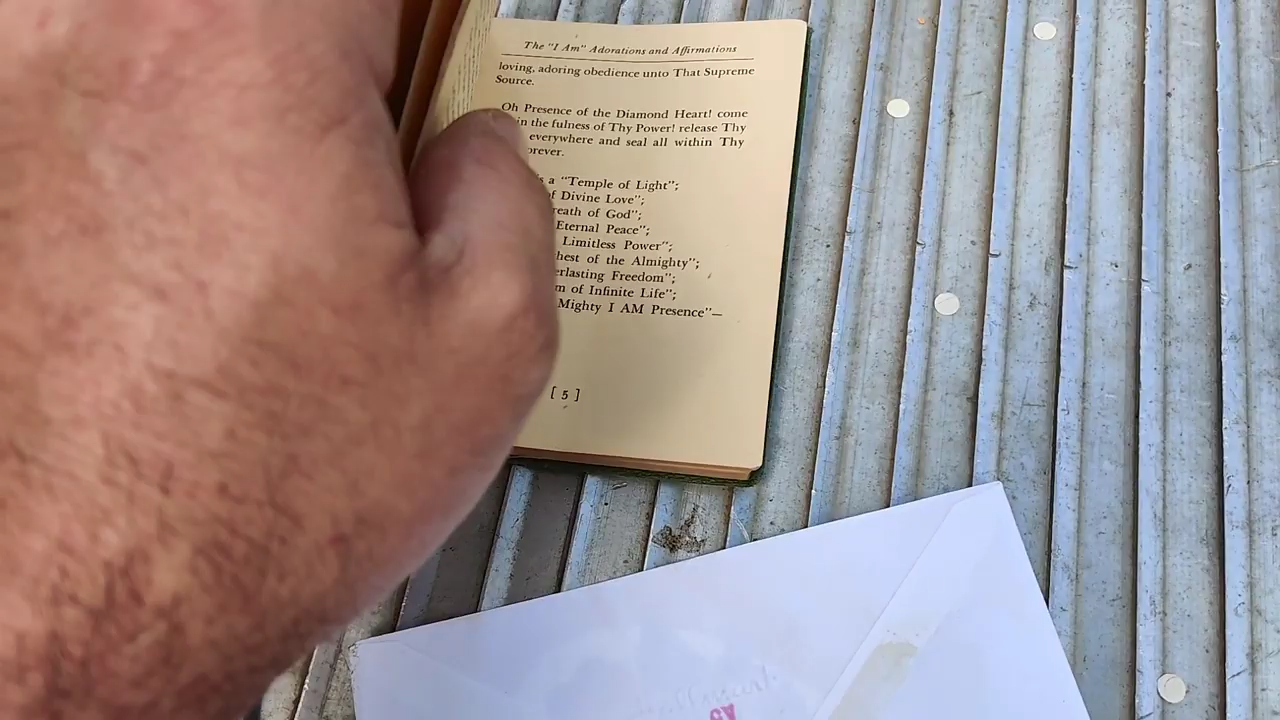 The "I Am" Adorations and Affirmations
loving, adoring obedience unto That Supreme
Source.
Oh Presence of the Diamond Heart! come
in the fulness of Thy Power! release Thy
everywhere and seal all within Thy
orever.
s a "Temple of Light";
f Divine Love";
reath of God";
Eternal Peace";
Limitless Power";
hest of the Almighty";
erlasting Freedom";
m of Infinite Life";
Mighty I AM Presence"—
[ 5 ]